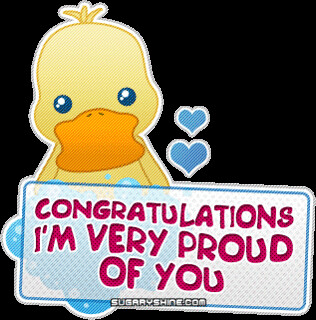 CONGRATULATIONS
I'M VERY PROUD
OF YOU
SUGARYSHINE.COM